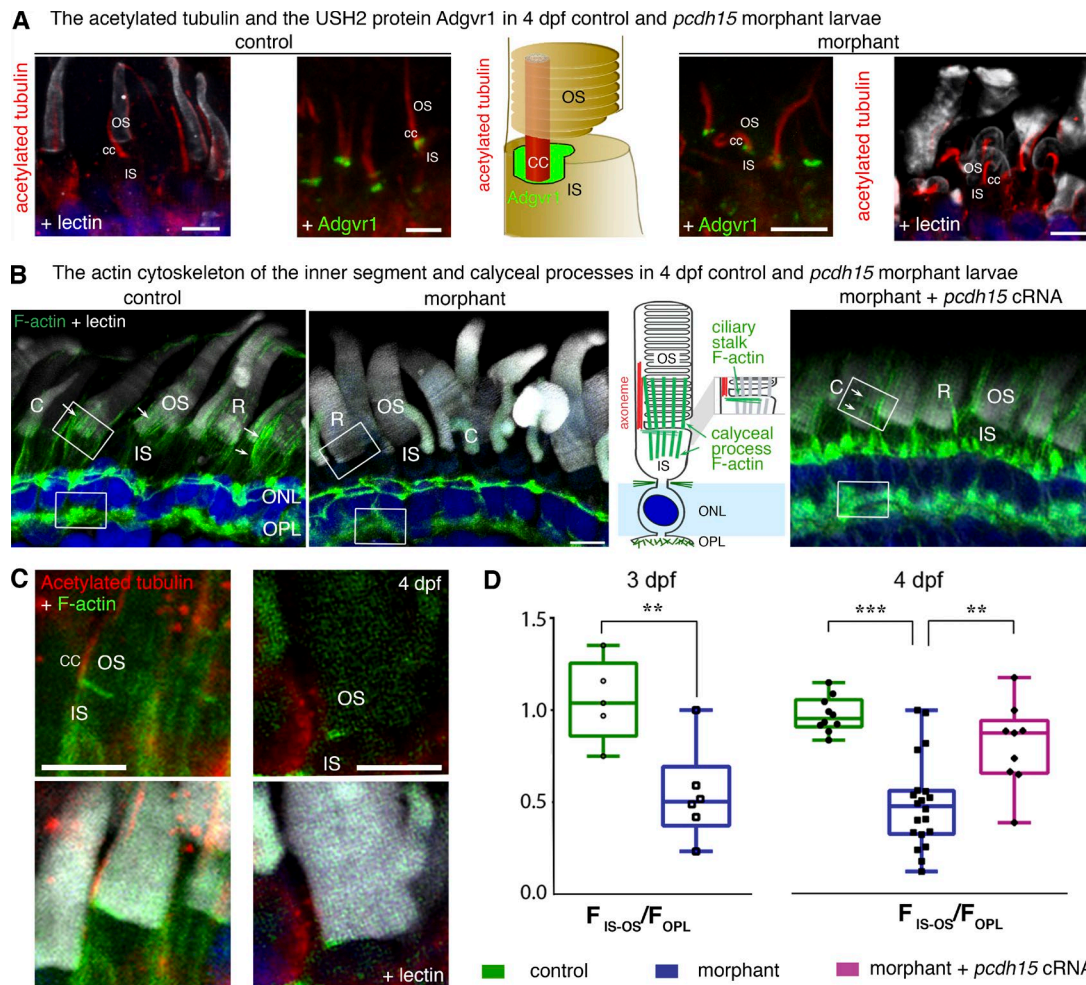 A The acetylated tubulin and the USH2 protein Adgvr1 in 4 dpf control and pcdh15 morphant larvae
control
morphant
acetylated tubulin
OS
cc
IS
+ lectin
OS
cc
IS
+ Adgvr1
acetylated tubulin
OS
CC
IS
Adgvr1
OS
cc
IS
+ Adgvr1
acetylated tubulin
OS
cc
IS
+ lectin
B The actin cytoskeleton of the inner segment and calyceal processes in 4 dpf control and pcdh15 morphant larvae
control
morphant
morphant + pcdh15 cRNA
F-actin + lectin
C
OS
R
IS
ONL
OPL
R
OS
C
IS
axoneme
OS
ciliary
stalk
F-actin
calyceal
process
F-actin
IS
ONL
OPL
C
R
OS
IS
C
Acetylated tubulin
+ F-actin
cc
OS
IS
4 dpf
OS
IS
+ lectin
D
3 dpf
4 dpf
**
***
**
1.5
1.0
0.5
0.0
F IS-OS/F OPL
F IS-OS/F OPL
control
morphant
morphant + pcdh15 cRNA